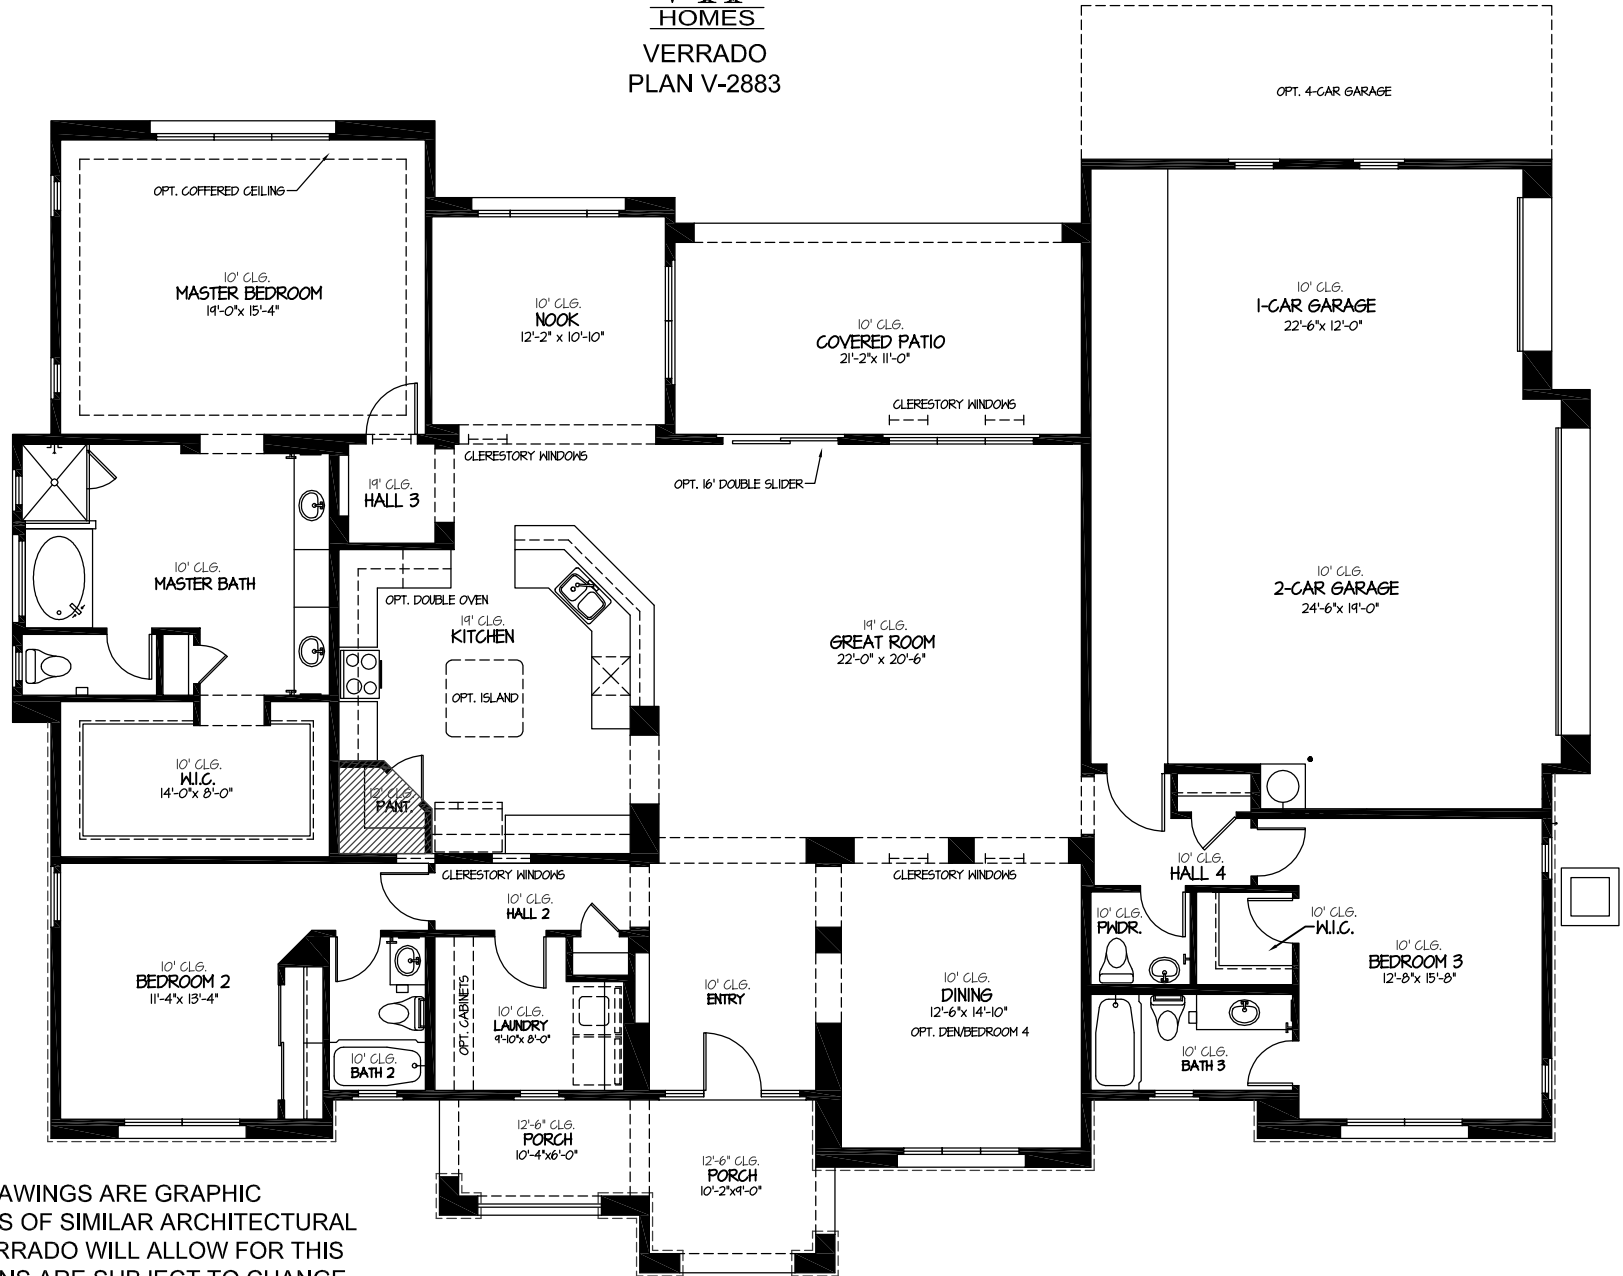 HOMES
VERRADO
PLAN V-2883
OPT. 4-CAR GARAGE
OPT. COFFERED CEILING
10' CLG.
MASTER BEDROOM
19'-0"x 15'-4"
10' CLG.
NOOK
12'-2" x 10'-10"
10' CLG.
COVERED PATIO
21'-2"x 11'-0"
CLERESTORY WINDOWS
10' CLG.
1-CAR GARAGE
22'-6"x 12'-0"
CLERESTORY WINDOWS
OPT. 16' DOUBLE SLIDER
19' CLG.
HALL 3
10' CLG.
MASTER BATH
OPT. DOUBLE OVEN
19' CLG.
KITCHEN
OPT. ISLAND
19' CLG.
GREAT ROOM
22'-0" x 20'-6"
10' CLG.
2-CAR GARAGE
24'-6"x 19'-0"
10' CLG.
W.I.C.
14'-0"x 8'-0"
12' CLG.
PANT
CLERESTORY WINDOWS
10' CLG.
HALL 2
CLERESTORY WINDOWS
10' CLG.
HALL 4
10' CLG.
BEDROOM 2
11'-4"x 13'-4"
OPT. CABINETS
10' CLG.
LAUNDRY
9'-10"x 8'-0"
10' CLG.
BATH 2
10' CLG.
ENTRY
10' CLG.
DINING
12'-6"x 14'-10"
OPT. DEN/BEDROOM 4
10' CLG.
PWDR.
10' CLG.
W.I.C.
10' CLG.
BEDROOM 3
12'-8"x 15'-8"
10' CLG.
BATH 3
12'-6" CLG.
PORCH
10'-4"x6'-0"
12'-6" CLG.
PORCH
10'-2"x9'-0"
AWINGS ARE GRAPHIC
S OF SIMILAR ARCHITECTURAL
RRADO WILL ALLOW FOR THIS
NS ARE SUBJECT TO CHANGE